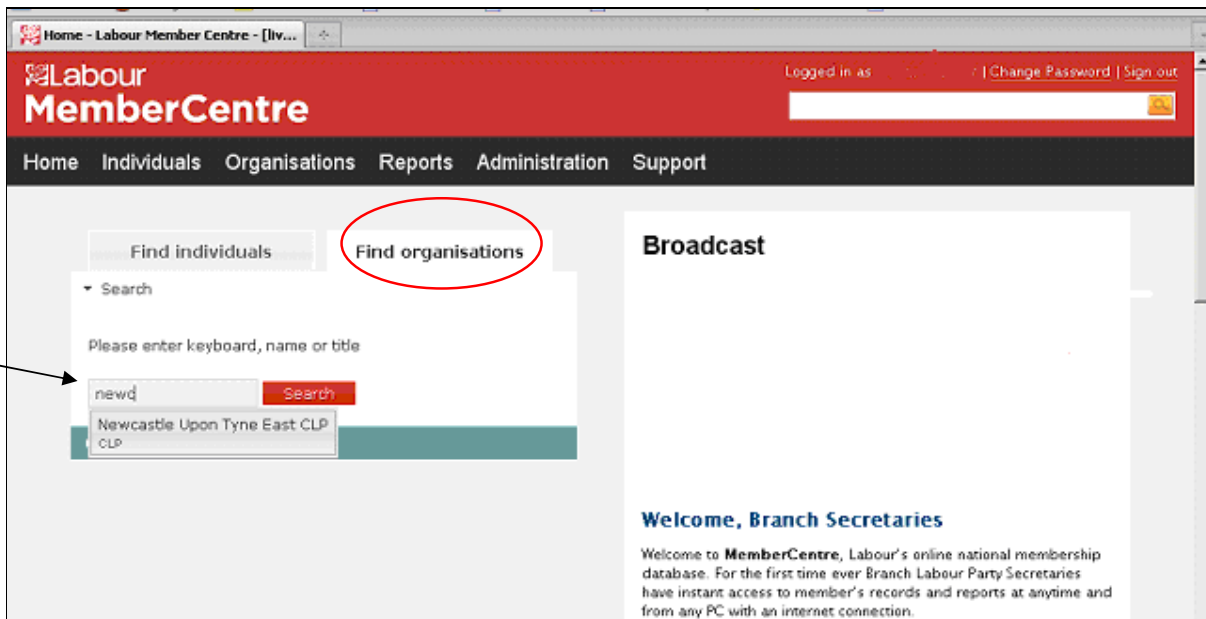 Home - Labour Member Centre - [liv...
Labour
MemberCentre
Logged in as | Change Password | Sign out
Home Individuals Organisations Reports Administration Support
Find individuals Find organisations
Search
Please enter keyboard, name or title
newd Search
Newcastle Upon Tyne East CLP
CLP
Broadcast
Welcome, Branch Secretaries
Welcome to MemberCentre, Labour's online national membership
database. For the first time ever Branch Labour Party Secretaries
have instant access to member's records and reports at anytime and
from any PC with an internet connection.